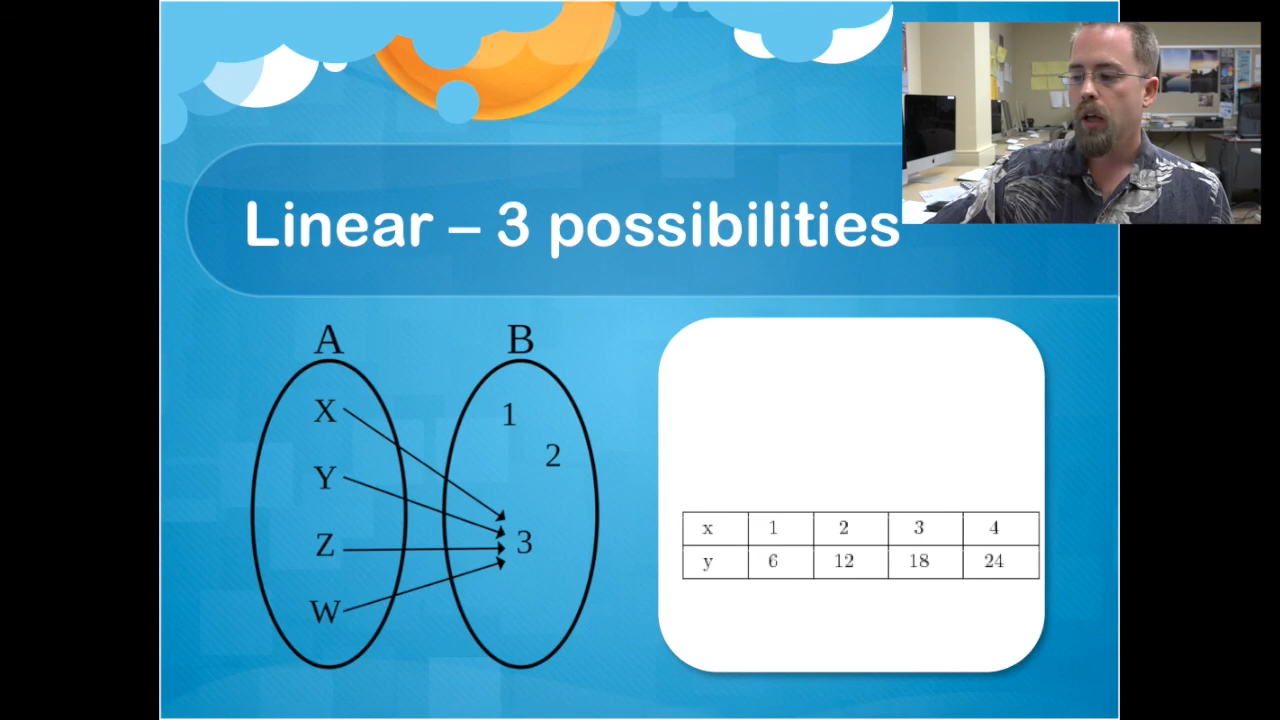 Linear – 3 possibilities
A B
X 1
2
Y
Z 3
W
x 1 2 3 4
y 6 12 18 24